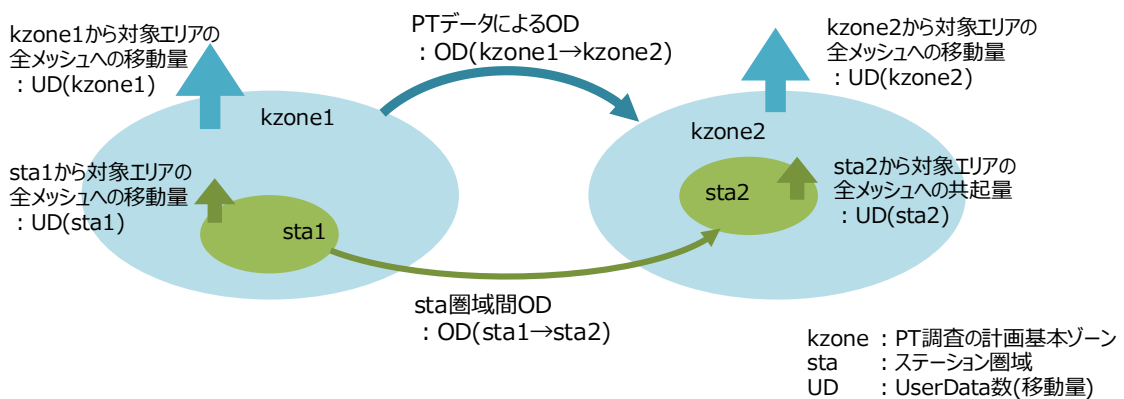 kzone1から対象エリアの
全メッシュへの移動量
：UD(kzone1)
PTデータによるOD
：OD(kzone1→kzone2)
kzone2から対象エリアの
全メッシュへの移動量
：UD(kzone2)
kzone1
kzone2
sta1から対象エリアの
全メッシュへの移動量
：UD(sta1)
sta1
sta2
sta2から対象エリアの
全メッシュへの共起量
：UD(sta2)
sta圏域間OD
：OD(sta1→sta2)
kzone：PT調査の計画基本ゾーン
sta　：ステーション圏域
UD　：UserData数(移動量)